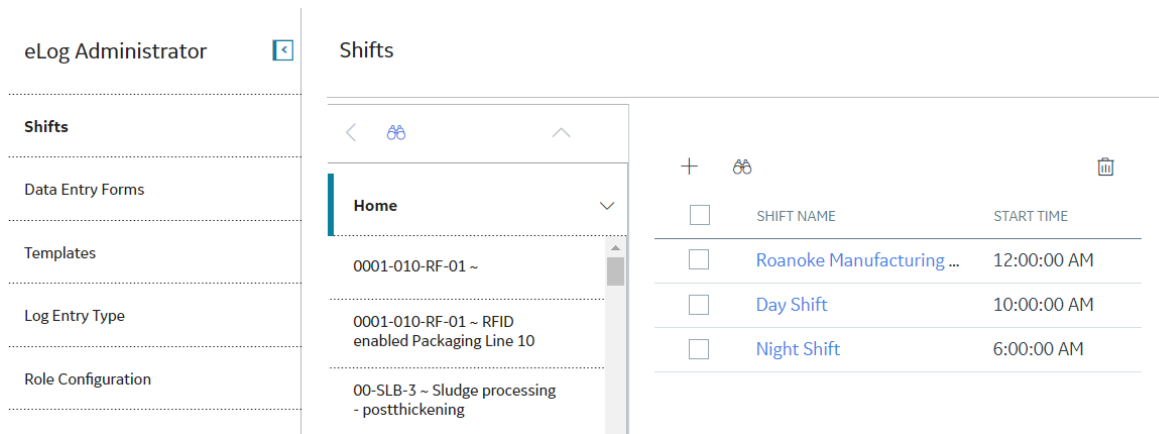 eLog Administrator
Shifts
Data Entry Forms
Templates
Log Entry Type
Role Configuration
Shifts
Home
0001-010-RF-01 ~
0001-010-RF-01 ~ RFID
enabled Packaging Line 10
00-SLB-3 ~ Sludge processing
- postthickening
SHIFT NAME START TIME
Roanoke Manufacturing ... 12:00:00 AM
Day Shift 10:00:00 AM
Night Shift 6:00:00 AM